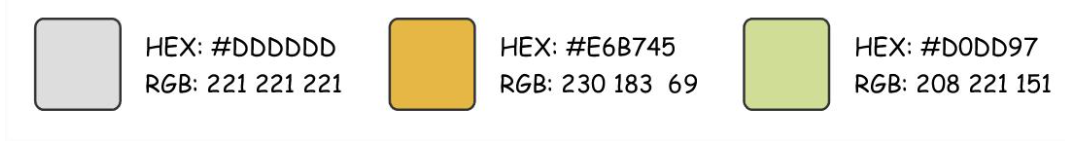 HEX: #DDDDDD
RGB: 221 221 221
HEX: #E6B745
RGB: 230 183 69
HEX: #D0DD97
RGB: 208 221 151